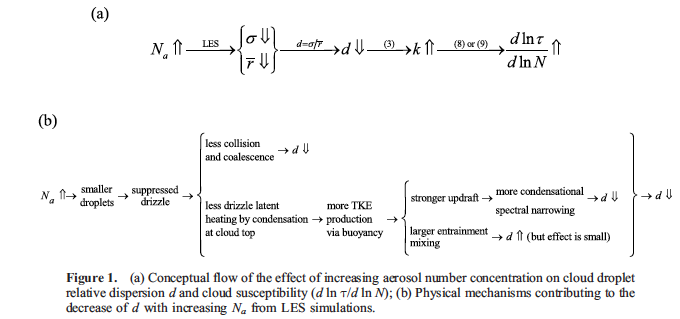 (a)
N_a ⇑ —LES→ { σ ⇓ / r̄ ⇓ } —d=σ/r̄→ d ⇓ —(3)→ k ⇑ —(8) or (9)→ d ln τ / d ln N ⇑
(b)
less collision
and coalescence → d ⇓
N_a ⇑→ smaller droplets → suppressed drizzle →
less drizzle latent
heating by condensation
at cloud top
→ more TKE
production
via buoyancy
→
stronger updraft → more condensational
spectral narrowing
→ d ⇓
larger entrainment
mixing
→ d ⇑ (but effect is small)
→ d ⇓
Figure 1. (a) Conceptual flow of the effect of increasing aerosol number concentration on cloud droplet
relative dispersion d and cloud susceptibility (d ln τ/d ln N); (b) Physical mechanisms contributing to the
decrease of d with increasing N_a from LES simulations.